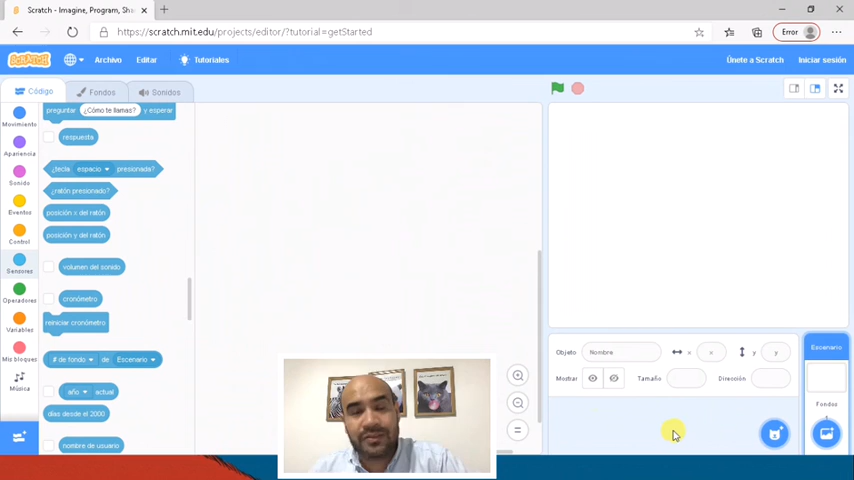 Scratch - Imagine, Program, Sha
https://scratch.mit.edu/projects/editor/?tutorial=getStarted
Error
SCRATCH
Archivo
Editar
Tutoriales
Únete a Scratch
Iniciar sesión
Código
Fondos
Sonidos
Movimiento
Apariencia
Sonido
Eventos
Control
Sensores
Operadores
Variables
Mis bloques
Música
preguntar ¿Cómo te llamas? y esperar
respuesta
¿tecla espacio presionada?
¿ratón presionado?
posición x del ratón
posición y del ratón
volumen del sonido
cronómetro
reiniciar cronómetro
# de fondo de Escenario
año actual
días desde el 2000
nombre de usuario
Objeto Nombre x x y y
Mostrar Tamaño Dirección
Escenario
Fondos